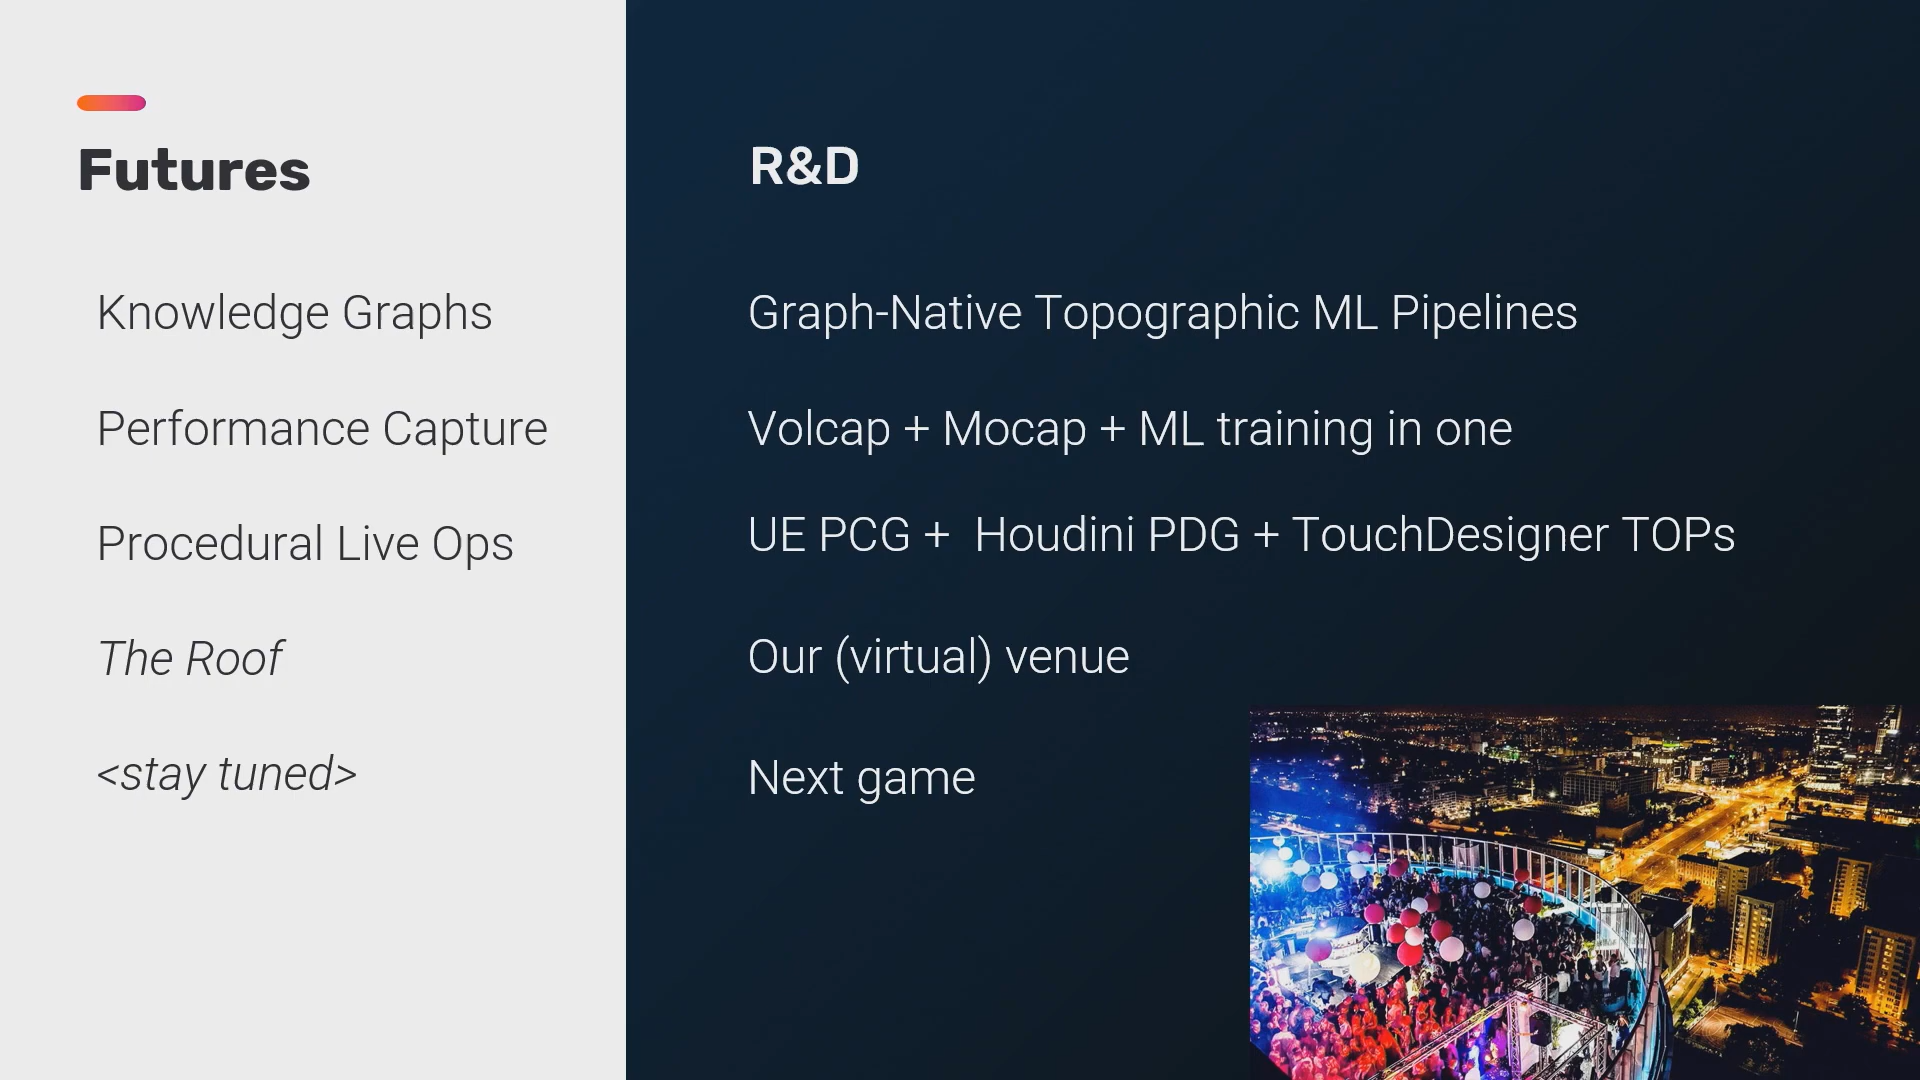 Futures
R&D
Knowledge Graphs
Graph-Native Topographic ML Pipelines
Performance Capture
Volcap + Mocap + ML training in one
Procedural Live Ops
UE PCG +  Houdini PDG + TouchDesigner TOPs
The Roof
Our (virtual) venue
<stay tuned>
Next game